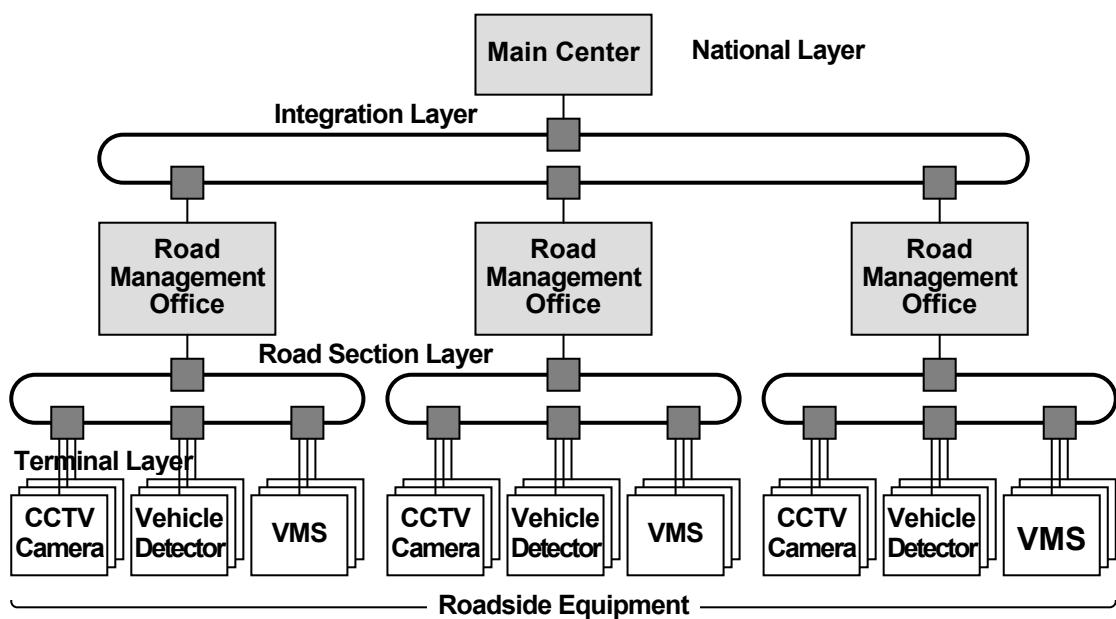 Main Center
National Layer
Integration Layer
Road
Management
Office
Road
Management
Office
Road
Management
Office
Road Section Layer
Terminal Layer
CCTV
Camera
Vehicle
Detector
VMS
CCTV
Camera
Vehicle
Detector
VMS
CCTV
Camera
Vehicle
Detector
VMS
Roadside Equipment